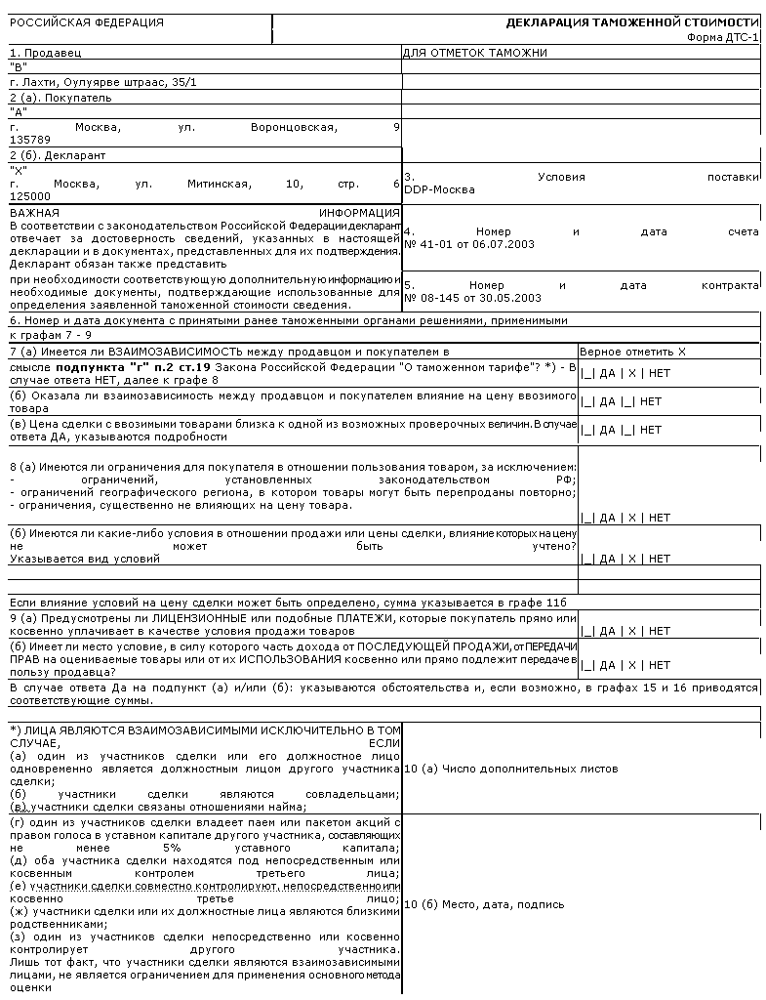 РОССИЙСКАЯ ФЕДЕРАЦИЯ
ДЕКЛАРАЦИЯ ТАМОЖЕННОЙ СТОИМОСТИ
Форма ДТС-1
1. Продавец
ДЛЯ ОТМЕТОК ТАМОЖНИ
"В"
г. Лахти, Оулуярве штраас, 35/1
2 (а). Покупатель
"А"
г. Москва, ул. Воронцовская, 9
135789
2 (б). Декларант
"Х"
г. Москва, ул. Митинская, 10, стр. 6
125000
3. Условия поставки
DDP-Москва
ВАЖНАЯ ИНФОРМАЦИЯ
В соответствии с законодательством Российской Федерации декларант
отвечает за достоверность сведений, указанных в настоящей
декларации и в документах, представленных для их подтверждения.
Декларант обязан также представить
4. Номер и дата счета
№ 41-01 от 06.07.2003
при необходимости соответствующую дополнительную информацию и
необходимые документы, подтверждающие использованные для
определения заявленной таможенной стоимости сведения.
5. Номер и дата контракта
№ 08-145 от 30.05.2003
6. Номер и дата документа с принятыми ранее таможенными органами решениями, применимыми
к графам 7 - 9
7 (а) Имеется ли ВЗАИМОЗАВИСИМОСТЬ между продавцом и покупателем в
Верное отметить Х
смысле подпункта "г" п.2 ст.19 Закона Российской Федерации "О таможенном тарифе"? *) - В
случае ответа НЕТ, далее к графе 8
|_| ДА | X | НЕТ
(б) Оказала ли взаимозависимость между продавцом и покупателем влияние на цену ввозимого
товара
|_| ДА |_| НЕТ
(в) Цена сделки с ввозимыми товарами близка к одной из возможных проверочных величин. В случае
ответа ДА, указываются подробности
|_| ДА |_| НЕТ
8 (а) Имеются ли ограничения для покупателя в отношении пользования товаром, за исключением:
- ограничений, установленных законодательством РФ;
- ограничений географического региона, в котором товары могут быть перепроданы повторно;
- ограничения, существенно не влияющих на цену товара.
|_| ДА | X | НЕТ
(б) Имеются ли какие-либо условия в отношении продажи или цены сделки, влияние которых на цену
не может быть учтено?
Указывается вид условий
|_| ДА | X | НЕТ
Если влияние условий на цену сделки может быть определено, сумма указывается в графе 11б
9 (а) Предусмотрены ли ЛИЦЕНЗИОННЫЕ или подобные ПЛАТЕЖИ, которые покупатель прямо или
косвенно уплачивает в качестве условия продажи товаров
|_| ДА | X | НЕТ
(б) Имеет ли место условие, в силу которого часть дохода от ПОСЛЕДУЮЩЕЙ ПРОДАЖИ, от ПЕРЕДАЧИ
ПРАВ на оцениваемые товары или от их ИСПОЛЬЗОВАНИЯ косвенно или прямо подлежит передаче в
пользу продавца?
|_| ДА | X | НЕТ
В случае ответа Да на подпункт (а) и/или (б): указываются обстоятельства и, если возможно, в графах 15 и 16 приводятся
соответствующие суммы.
*) ЛИЦА ЯВЛЯЮТСЯ ВЗАИМОЗАВИСИМЫМИ ИСКЛЮЧИТЕЛЬНО В ТОМ
СЛУЧАЕ, ЕСЛИ
(а) один из участников сделки или его должностное лицо
одновременно является должностным лицом другого участника
сделки;
(б) участники сделки являются совладельцами;
(в) участники сделки связаны отношениями найма;
10 (а) Число дополнительных листов
(г) один из участников сделки владеет паем или пакетом акций с
правом голоса в уставном капитале другого участника, составляющих
не менее 5% уставного капитала;
(д) оба участника сделки находятся под непосредственным или
косвенным контролем третьего лица;
(е) участники сделки совместно контролируют, непосредственно или
косвенно третье лицо;
(ж) участники сделки или их должностные лица являются близкими
родственниками;
(з) один из участников сделки непосредственно или косвенно
контролирует другого участника.
Лишь тот факт, что участники сделки являются взаимозависимыми
лицами, не является ограничением для применения основного метода
оценки
10 (б) Место, дата, подпись